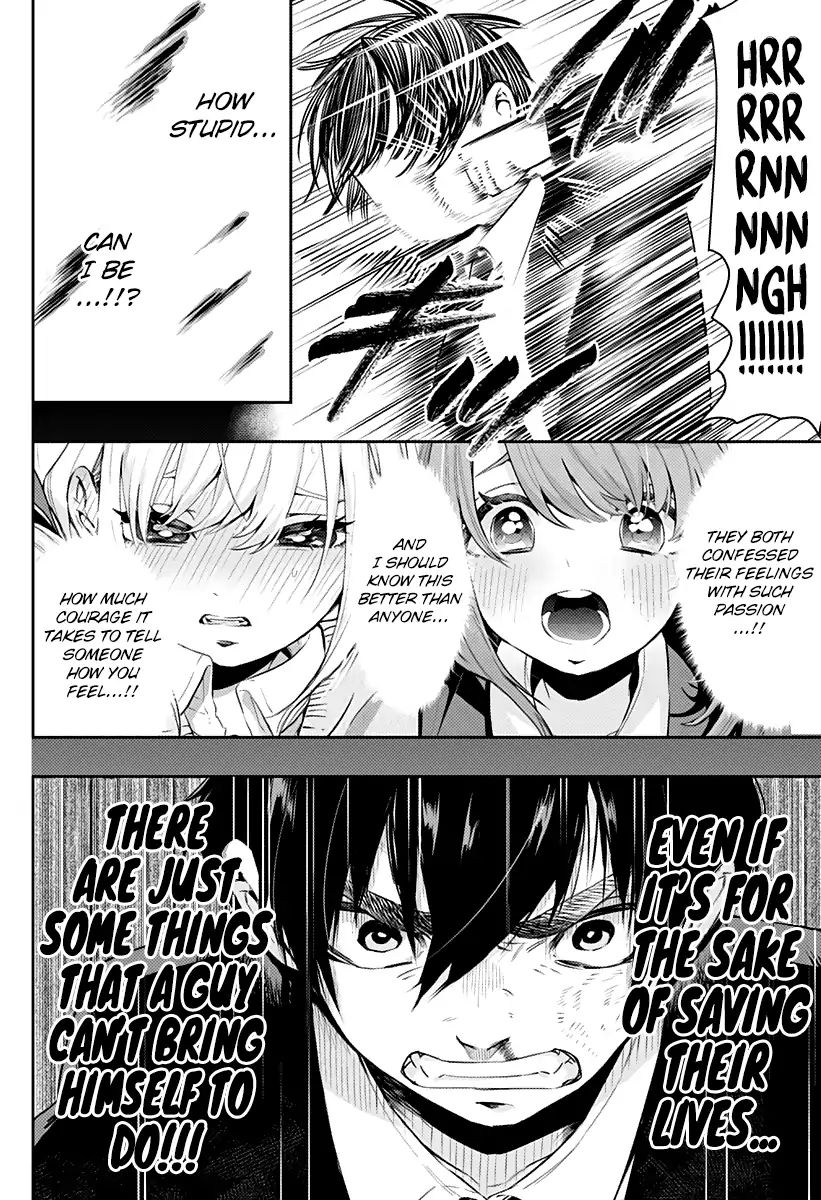 HRR
RRR
RNN
NNN
NGH
!!!!!!!
HOW
STUPID...
CAN
I BE
...!!?
THEY BOTH
CONFESSED
THEIR FEELINGS
WITH SUCH
PASSION
...!!
AND
I SHOULD
KNOW THIS
BETTER THAN
ANYONE...
HOW MUCH
COURAGE IT
TAKES TO TELL
SOMEONE
HOW YOU
FEEL...!!
EVEN IF
IT'S FOR
THE SAKE
OF SAVING
THEIR
LIVES...
THERE
ARE JUST
SOME THINGS
THAT A GUY
CAN'T BRING
HIMSELF TO
DO!!!